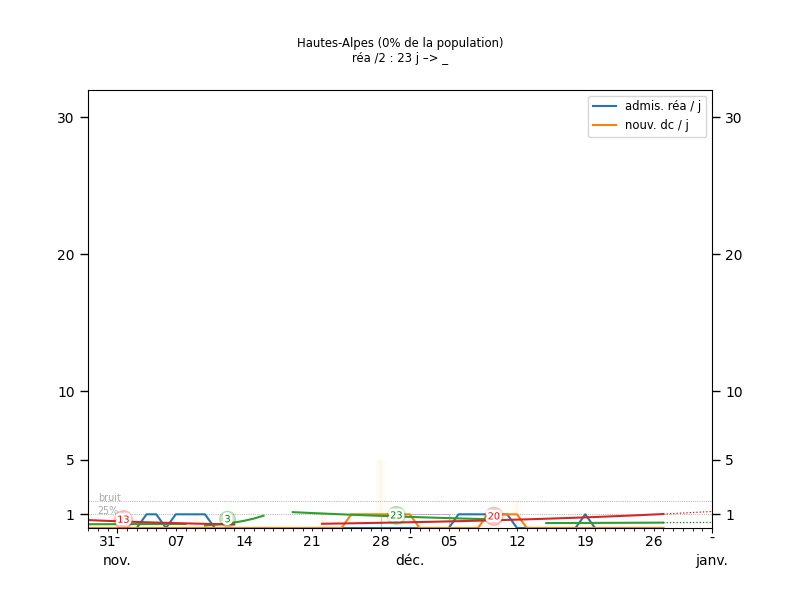 Hautes-Alpes (0% de la population)
réa /2 : 23 j –> _
admis. réa / j
nouv. dc / j
30 30
20 20
10 10
5 5
1 1
bruit
25%
13 3 23 20
31 07 14 21 28 05 12 19 26
nov. déc. janv.